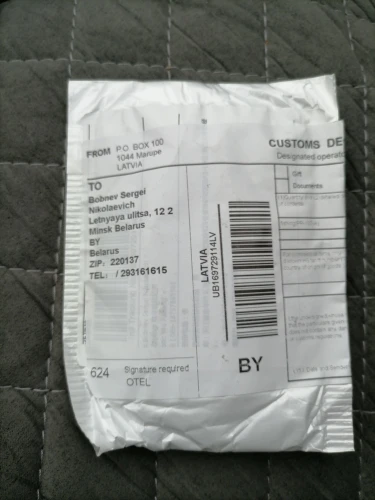 FROM P.O. BOX 100
1044 Marupe
LATVIA
TO
Bobnev Sergei
Nikolaevich
Letnyaya ulitsa, 12 2
Minsk Belarus
BY
Belarus
ZIP: 220137
TEL: / 293161615
624 Signature required
OTEL
LATVIA
UB169729114LV
BY
CUSTOMS DE
Designated operato
Gift
Documents